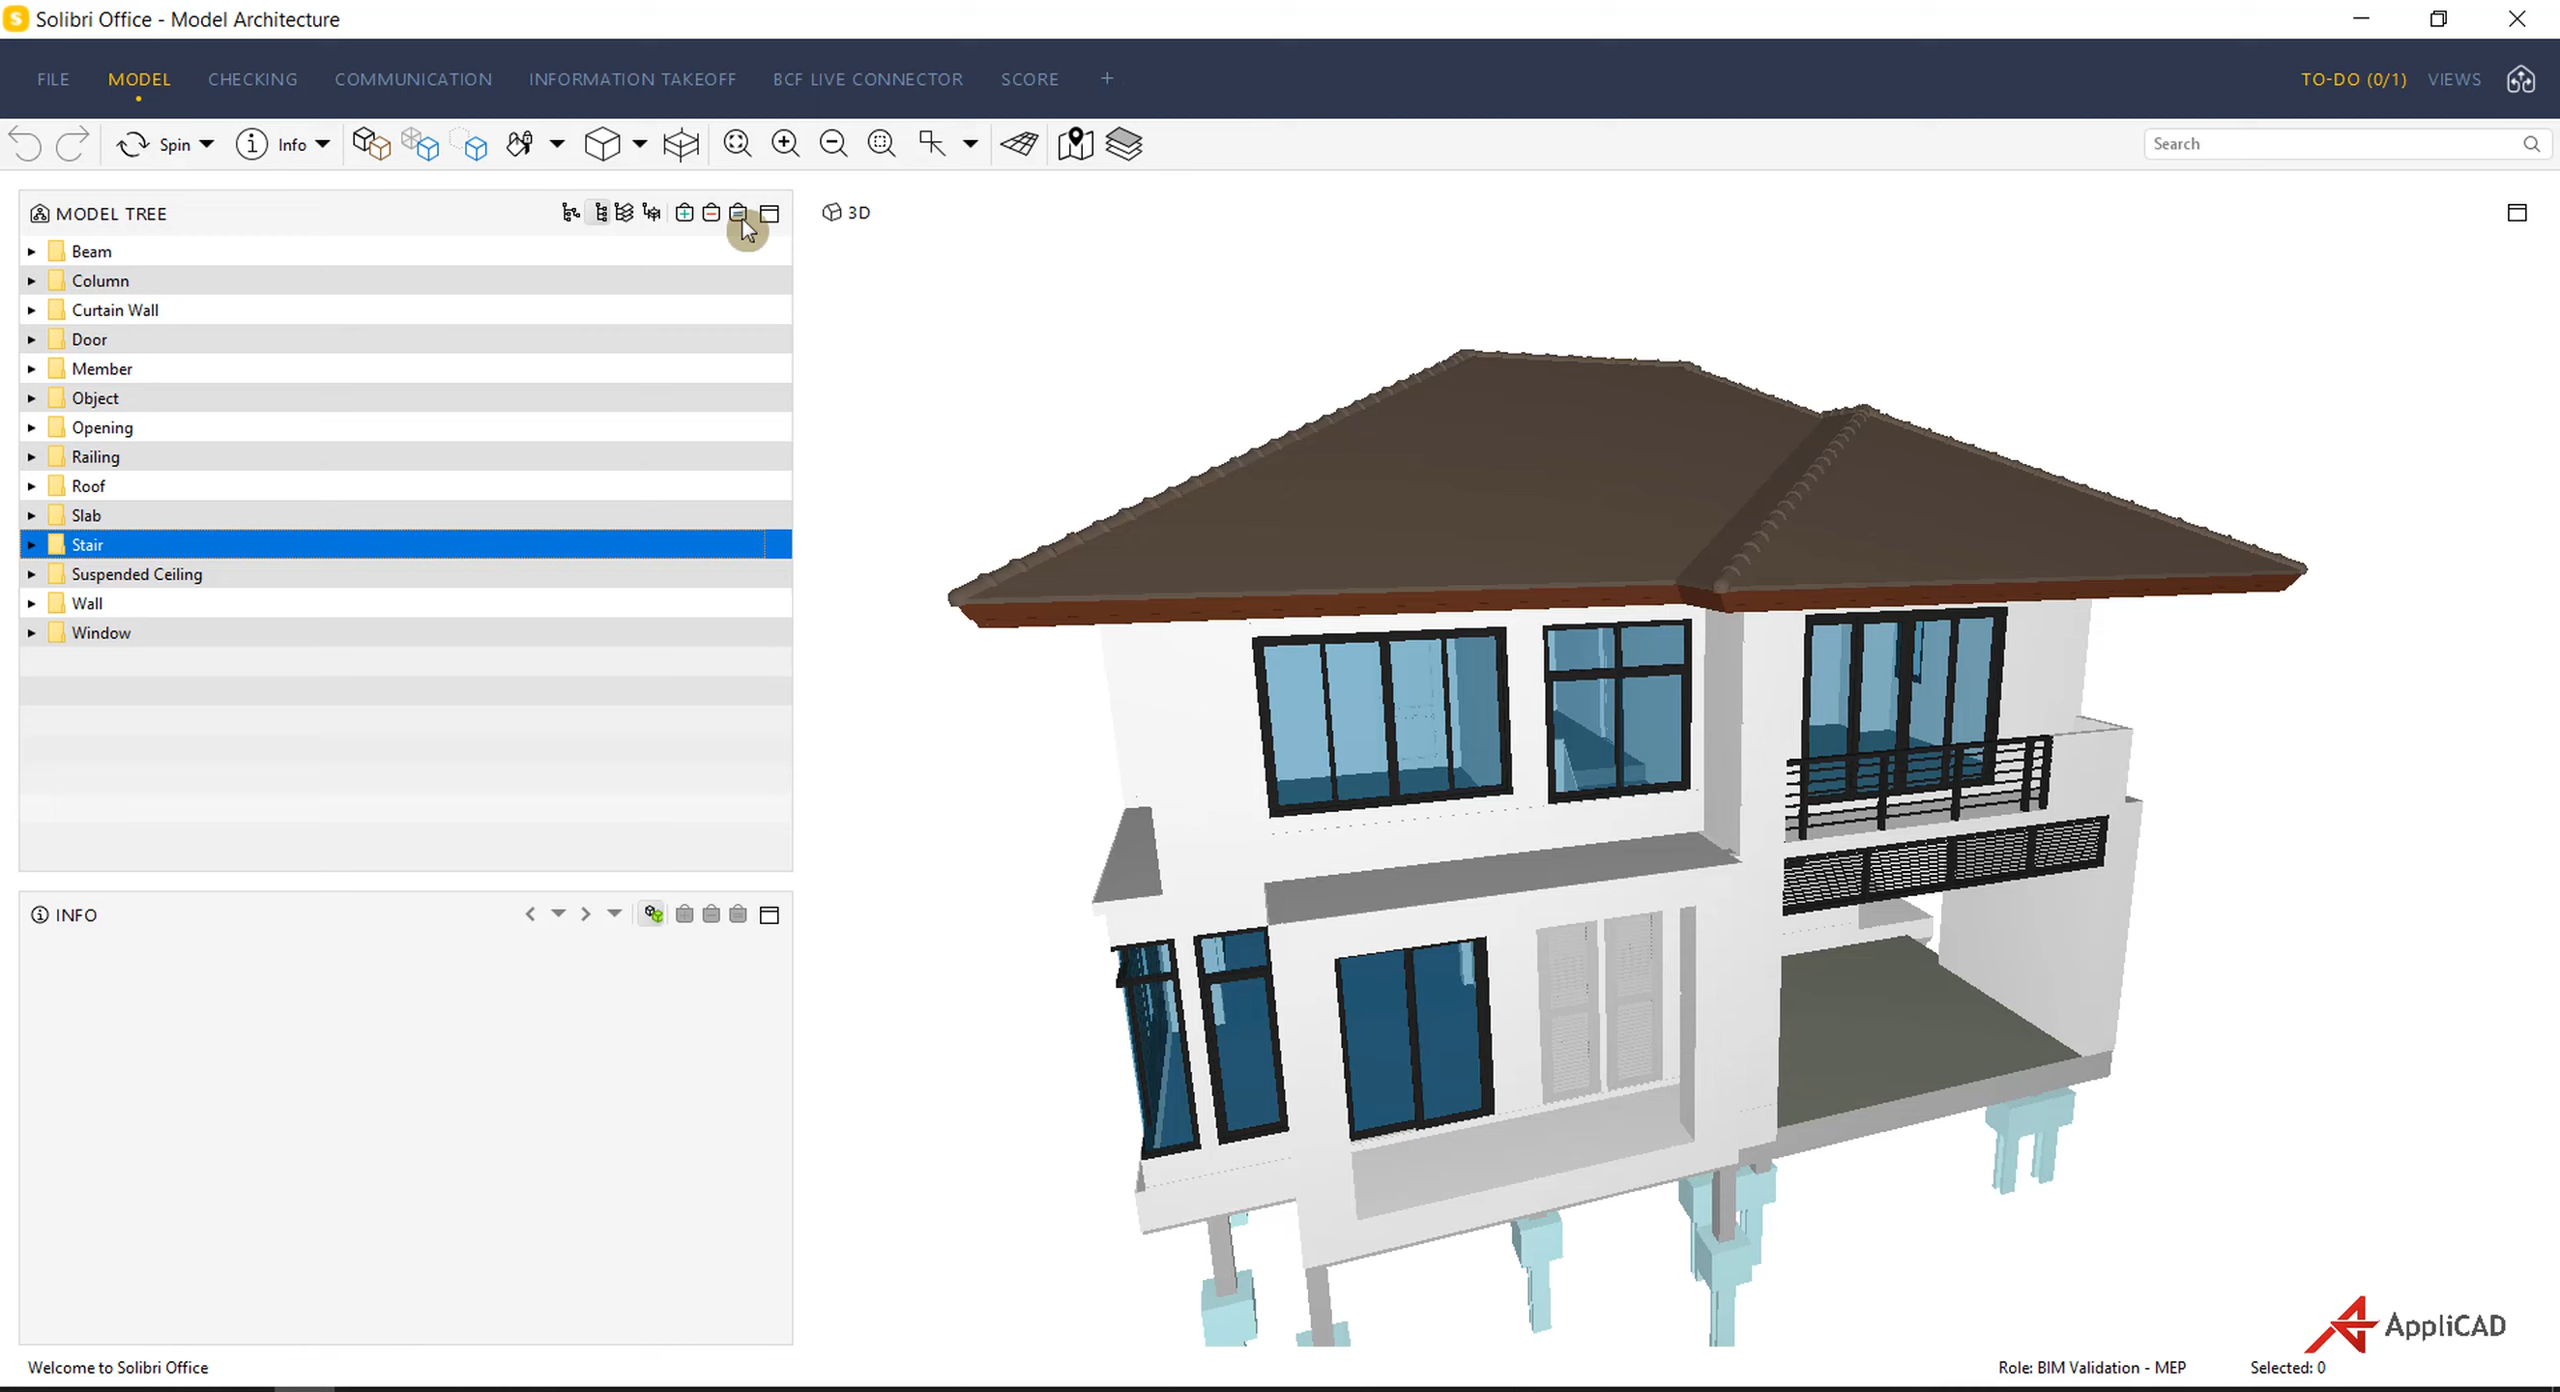 Solibri Office - Model Architecture
FILE MODEL CHECKING COMMUNICATION INFORMATION TAKEOFF BCF LIVE CONNECTOR SCORE + TO-DO (0/1) VIEWS
Spin Info Search
MODEL TREE
3D
Beam
Column
Curtain Wall
Door
Member
Object
Opening
Railing
Roof
Slab
Stair
Suspended Ceiling
Wall
Window
INFO
AppliCAD
Welcome to Solibri Office Role: BIM Validation - MEP Selected: 0